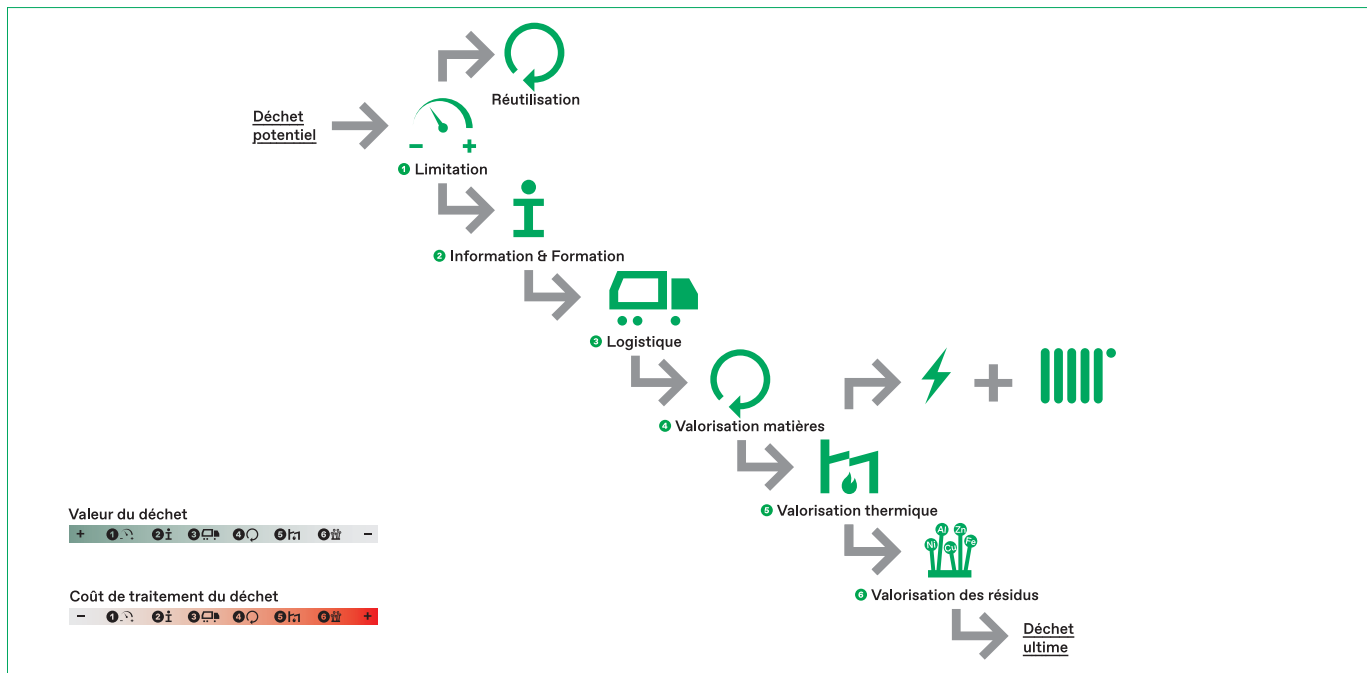 Réutilisation
Déchet
potentiel
− +
1 Limitation
2 Information & Formation
3 Logistique
4 Valorisation matières
5 Valorisation thermique
Ni Al Cu Zn Fe
6 Valorisation des résidus
Déchet
ultime
Valeur du déchet
+ 1 2 3 4 5 6 −
Coût de traitement du déchet
− 1 2 3 4 5 6 +